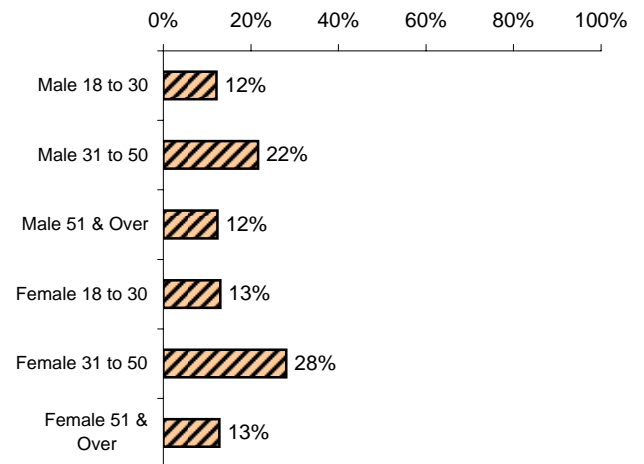 0% 20% 40% 60% 80% 100%
Male 18 to 30 12%
Male 31 to 50 22%
Male 51 & Over 12%
Female 18 to 30 13%
Female 31 to 50 28%
Female 51 &
Over 13%